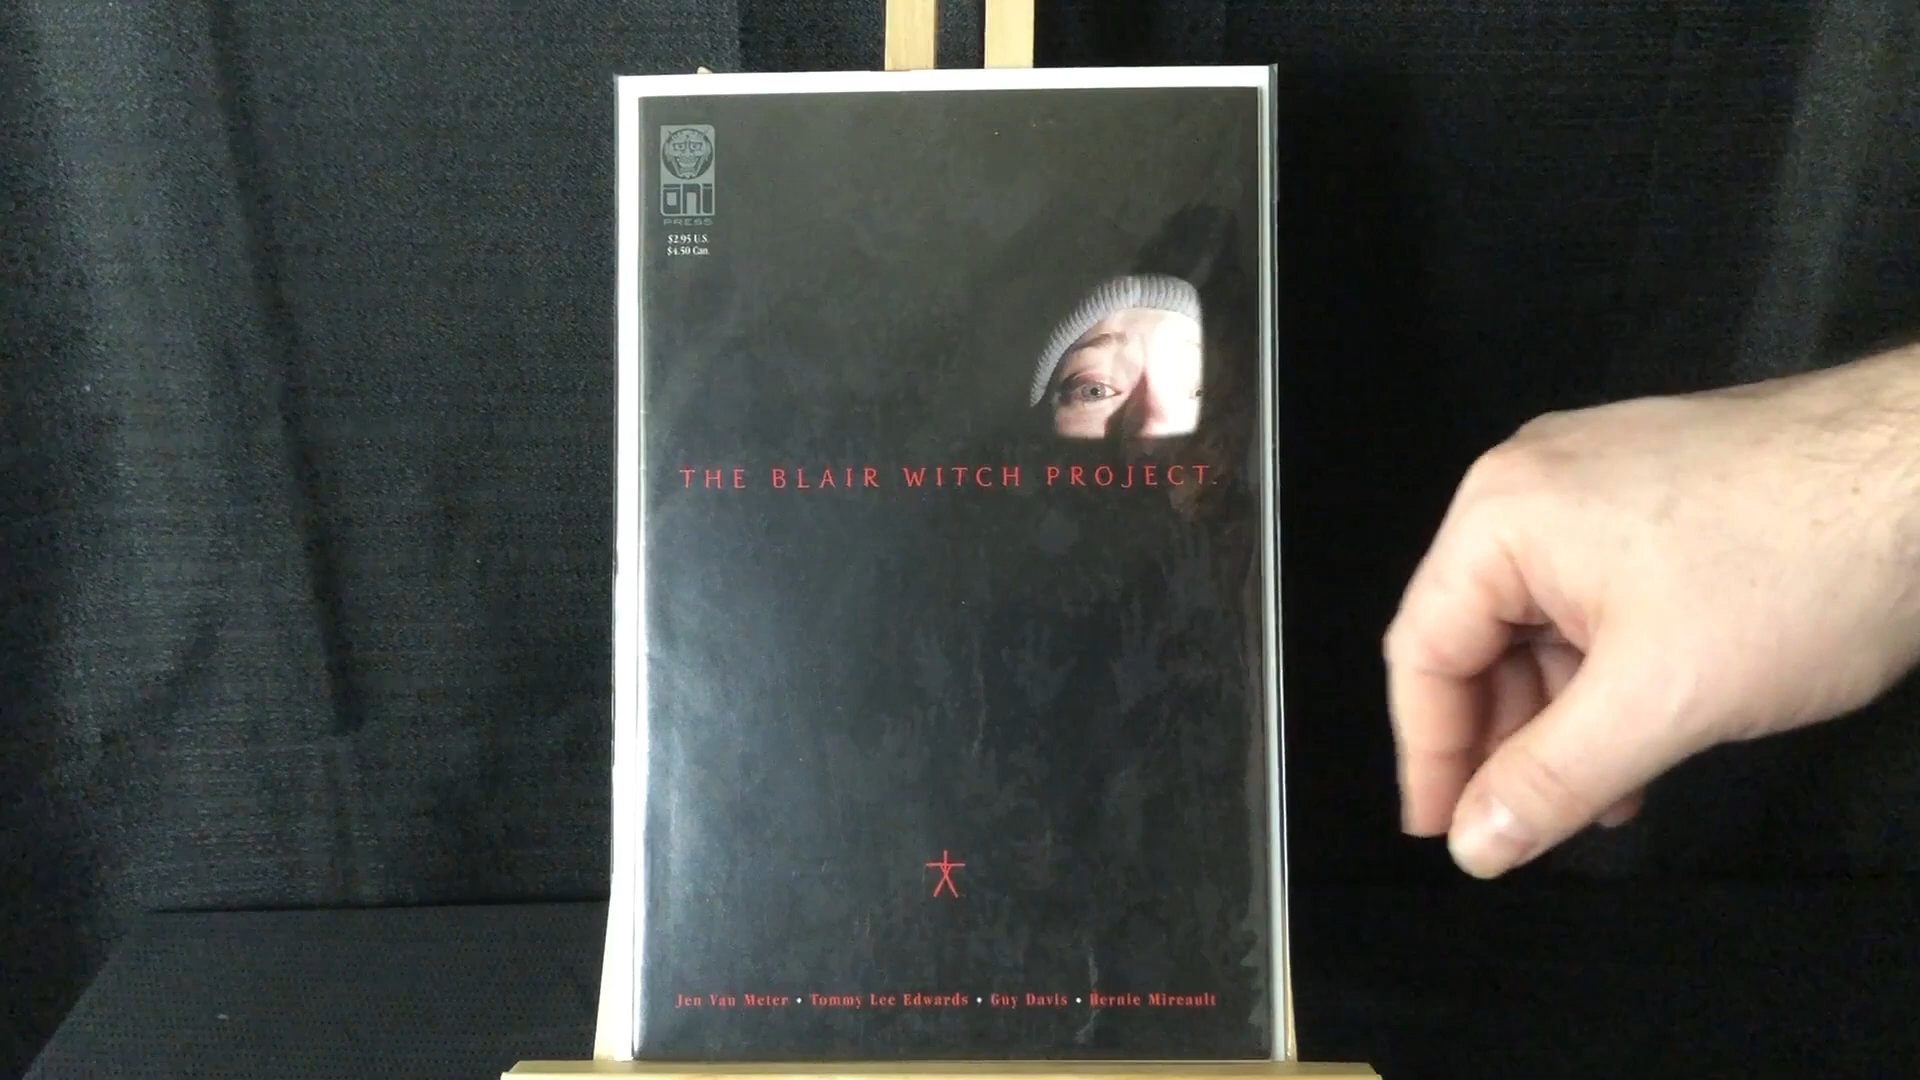 ōni
PRESS
$2.95 U.S.
$4.50 Can.
THE BLAIR WITCH PROJECT.
Jen Van Meter • Tommy Lee Edwards • Guy Davis • Bernie Mireault